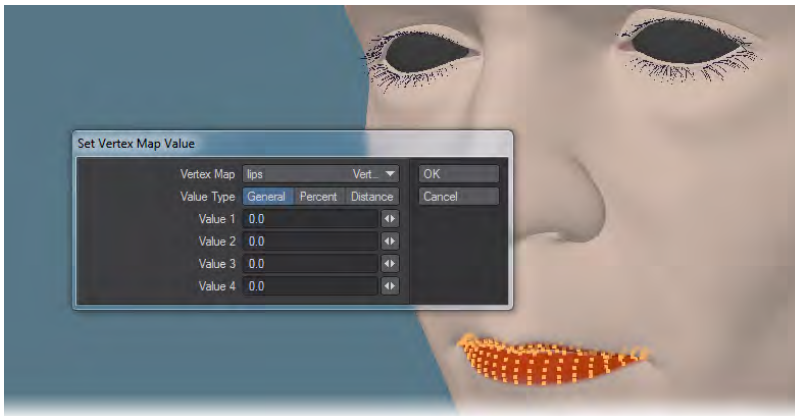 Set Vertex Map Value
Vertex Map lips Vert... OK
Value Type General Percent Distance Cancel
Value 1 0.0
Value 2 0.0
Value 3 0.0
Value 4 0.0